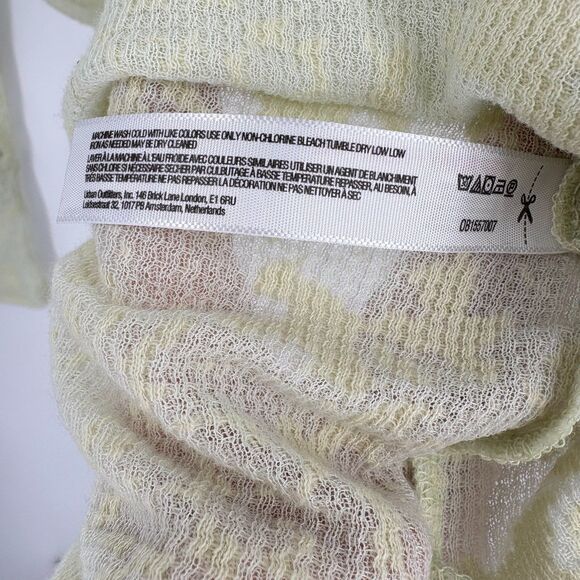 MACHINE WASH COLD WITH LIKE COLORS USE ONLY NON-CHLORINE BLEACH TUMBLE DRY LOW LOW
IRON AS NEEDED MAY BE DRY CLEANED
LAVER À LA MACHINE À L'EAU FROIDE AVEC COULEURS SIMILAIRES UTILISER UN AGENT DE BLANCHIMENT
SANS CHLORE SI NÉCESSAIRE SÉCHER PAR CULBUTAGE À BASSE TEMPÉRATURE REPASSER, AU BESOIN, À
TRÈS BASSE TEMPÉRATURE NE PAS REPASSER LA DÉCORATION NE PAS NETTOYER À SEC
Urban Outfitters, Inc. 146 Brick Lane London, E1 6RU
Leidsestraat 32, 1017 PB Amsterdam, Netherlands
OB1557007